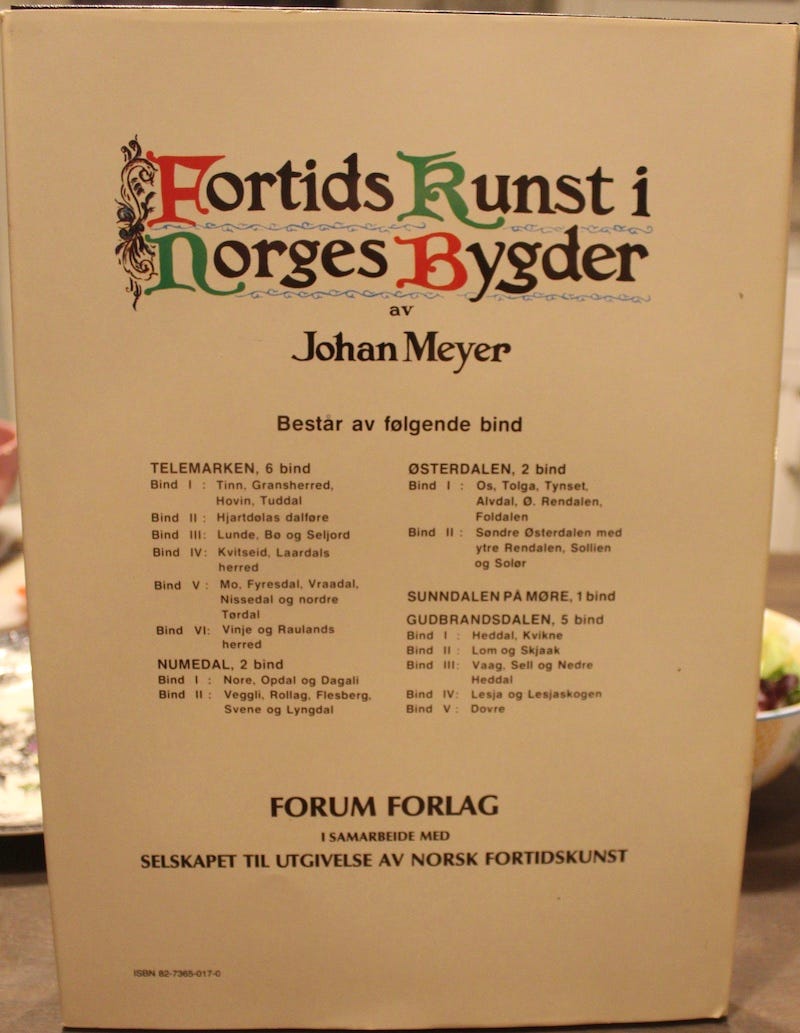 Fortids Kunst i
Norges Bygder
av
Johan Meyer
Består av følgende bind
TELEMARKEN, 6 bind
Bind I : Tinn, Gransherred,
Hovin, Tuddal
Bind II : Hjartdølas dalføre
Bind III: Lunde, Bø og Seljord
Bind IV: Kvitseid, Laardals
herred
Bind V : Mo, Fyresdal, Vraadal,
Nissedal og nordre
Tørdal
Bind VI: Vinje og Raulands
herred
NUMEDAL, 2 bind
Bind I : Nore, Opdal og Dagali
Bind II : Veggli, Rollag, Flesberg,
Svene og Lyngdal
ØSTERDALEN, 2 bind
Bind I : Os, Tolga, Tynset,
Alvdal, Ø. Rendalen,
Foldalen
Bind II : Søndre Østerdalen med
ytre Rendalen, Sollien
og Solør
SUNNDALEN PÅ MØRE, 1 bind
GUDBRANDSDALEN, 5 bind
Bind I : Heddal, Kvikne
Bind II : Lom og Skjaak
Bind III: Vaag, Sell og Nedre
Heddal
Bind IV: Lesja og Lesjaskogen
Bind V : Dovre
FORUM FORLAG
I SAMARBEIDE MED
SELSKAPET TIL UTGIVELSE AV NORSK FORTIDSKUNST
ISBN 82-7365-017-0